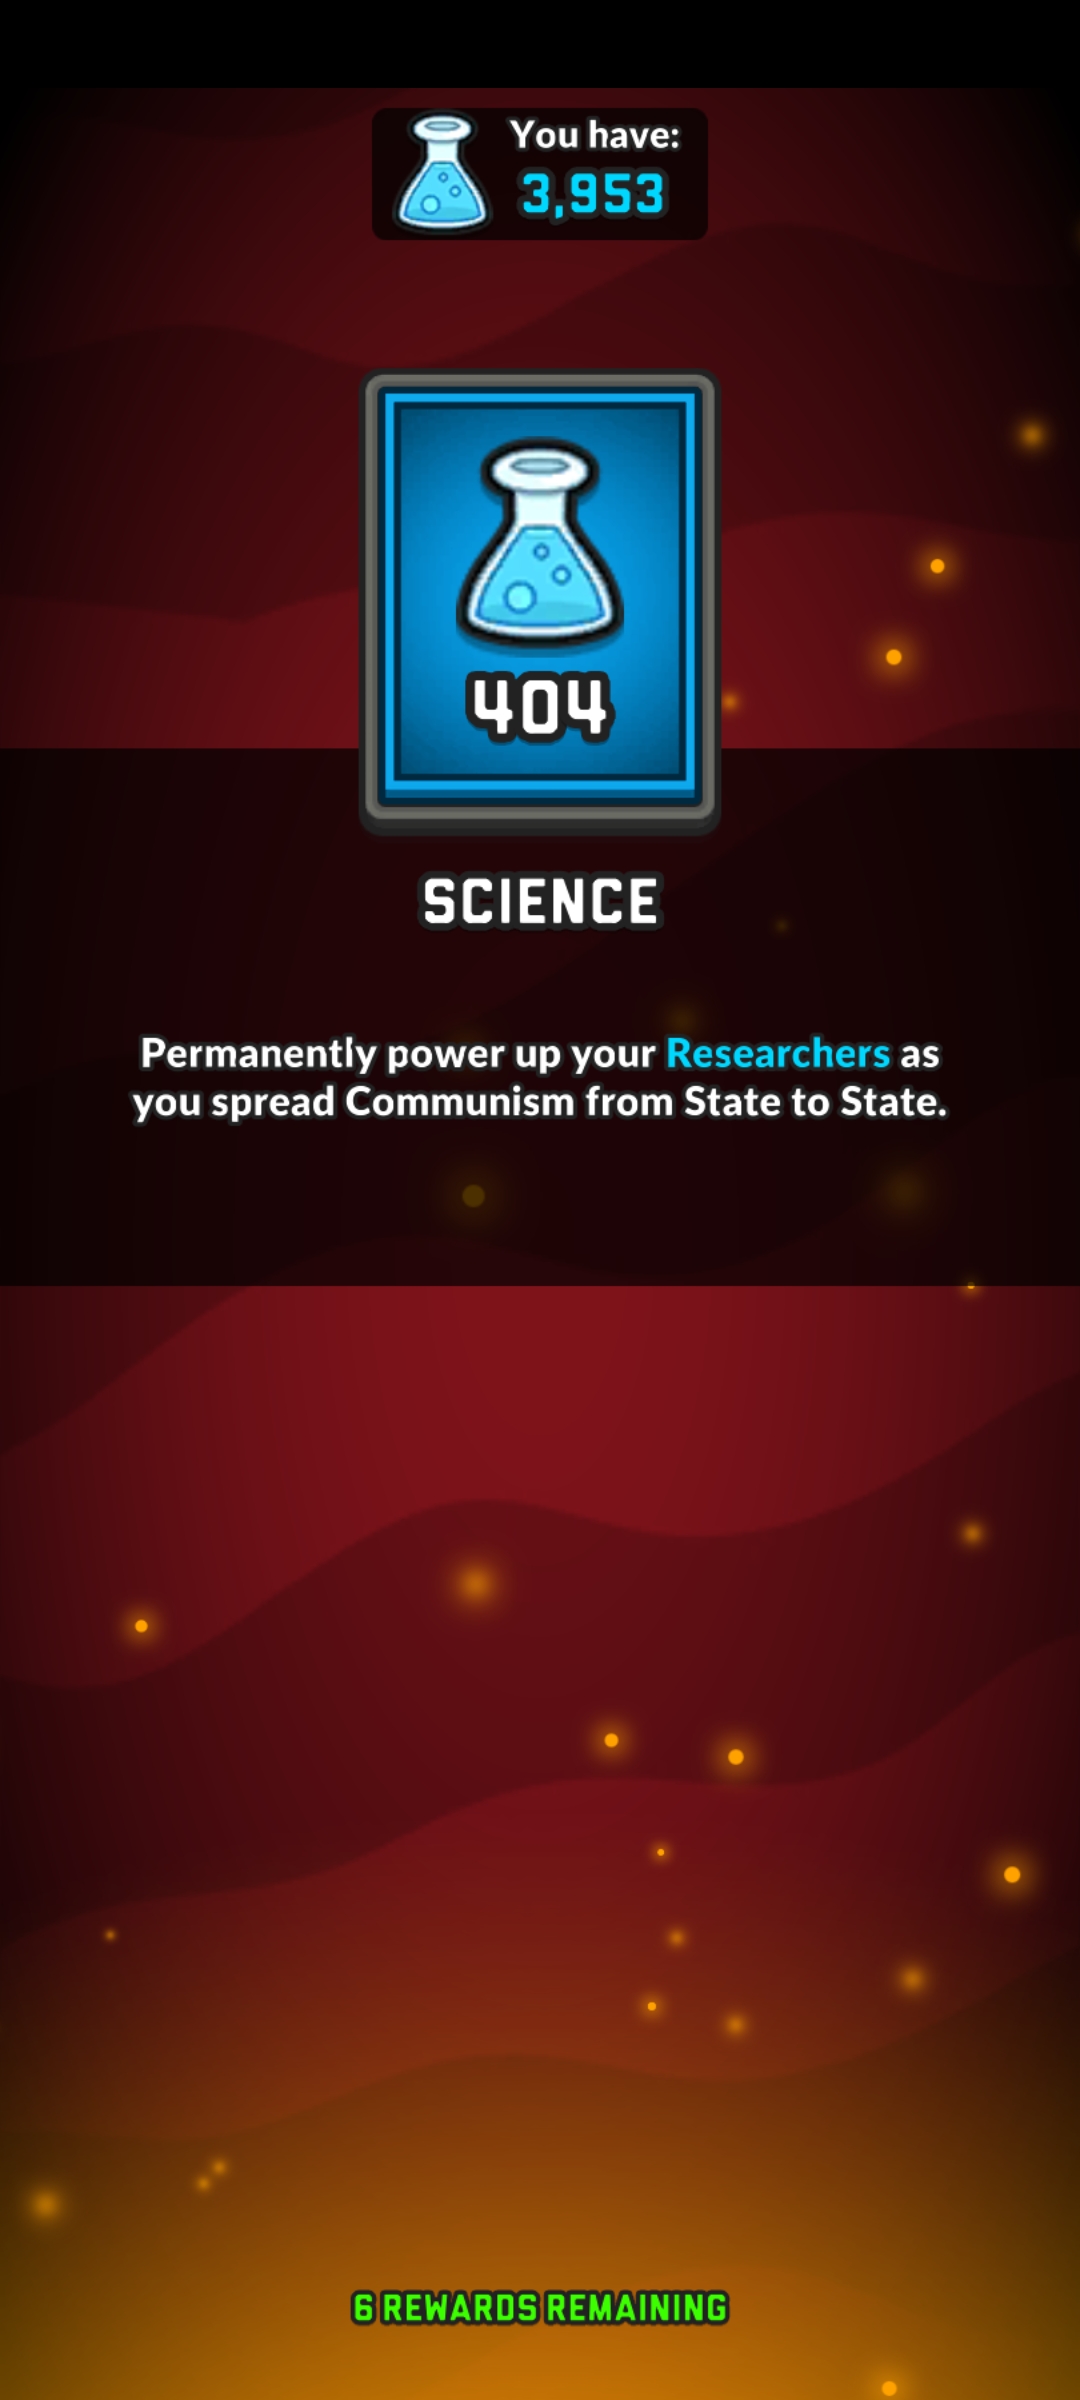 You have:
3,953
404
SCIENCE
Permanently power up your Researchers as
you spread Communism from State to State.
6 REWARDS REMAINING